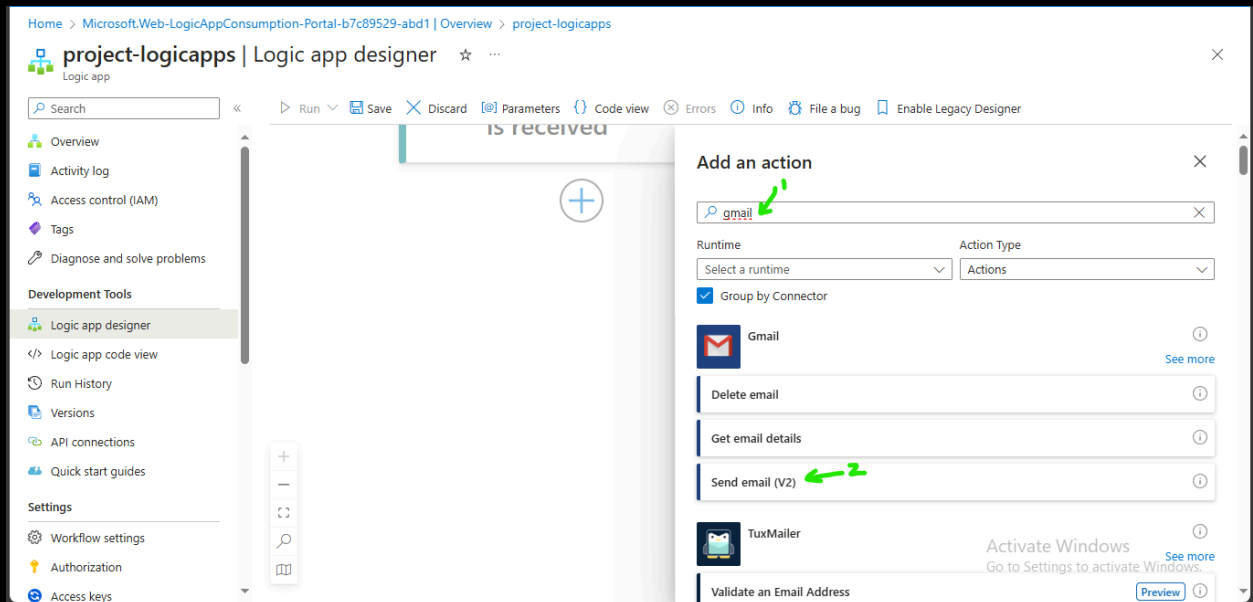 Home > Microsoft.Web-LogicAppConsumption-Portal-b7c89529-abd1 | Overview > project-logicapps
project-logicapps | Logic app designer
Logic app
Search
Run
Save
Discard
Parameters
Code view
Errors
Info
File a bug
Enable Legacy Designer
Overview
Activity log
Access control (IAM)
Tags
Diagnose and solve problems
Development Tools
Logic app designer
Logic app code view
Run History
Versions
API connections
Quick start guides
Settings
Workflow settings
Authorization
Access keys
is received
Add an action
1
gmail
Runtime
Action Type
Select a runtime
Actions
Group by Connector
Gmail
See more
Delete email
Get email details
Send email (V2)
2
TuxMailer
See more
Validate an Email Address
Preview
Activate Windows
Go to Settings to activate Windows.